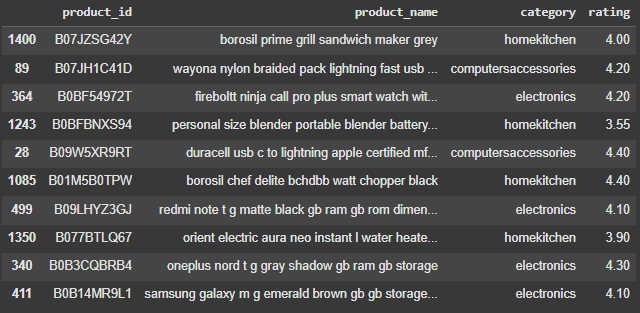 product_id product_name category rating
1400 B07JZSG42Y borosil prime grill sandwich maker grey homekitchen 4.00
89 B07JH1C41D wayona nylon braided pack lightning fast usb ... computersaccessories 4.20
364 B0BF54972T fireboltt ninja call pro plus smart watch wit... electronics 4.20
1243 B0BFBNXS94 personal size blender portable blender battery... homekitchen 3.55
28 B09W5XR9RT duracell usb c to lightning apple certified mf... computersaccessories 4.40
1085 B01M5B0TPW borosil chef delite bchdbb watt chopper black homekitchen 4.40
499 B09LHYZ3GJ redmi note t g matte black gb ram gb rom dimen... electronics 4.10
1350 B077BTLQ67 orient electric aura neo instant l water heate... homekitchen 3.90
340 B0B3CQBRB4 oneplus nord t g gray shadow gb ram gb storage electronics 4.30
411 B0B14MR9L1 samsung galaxy m g emerald brown gb gb storage... electronics 4.10